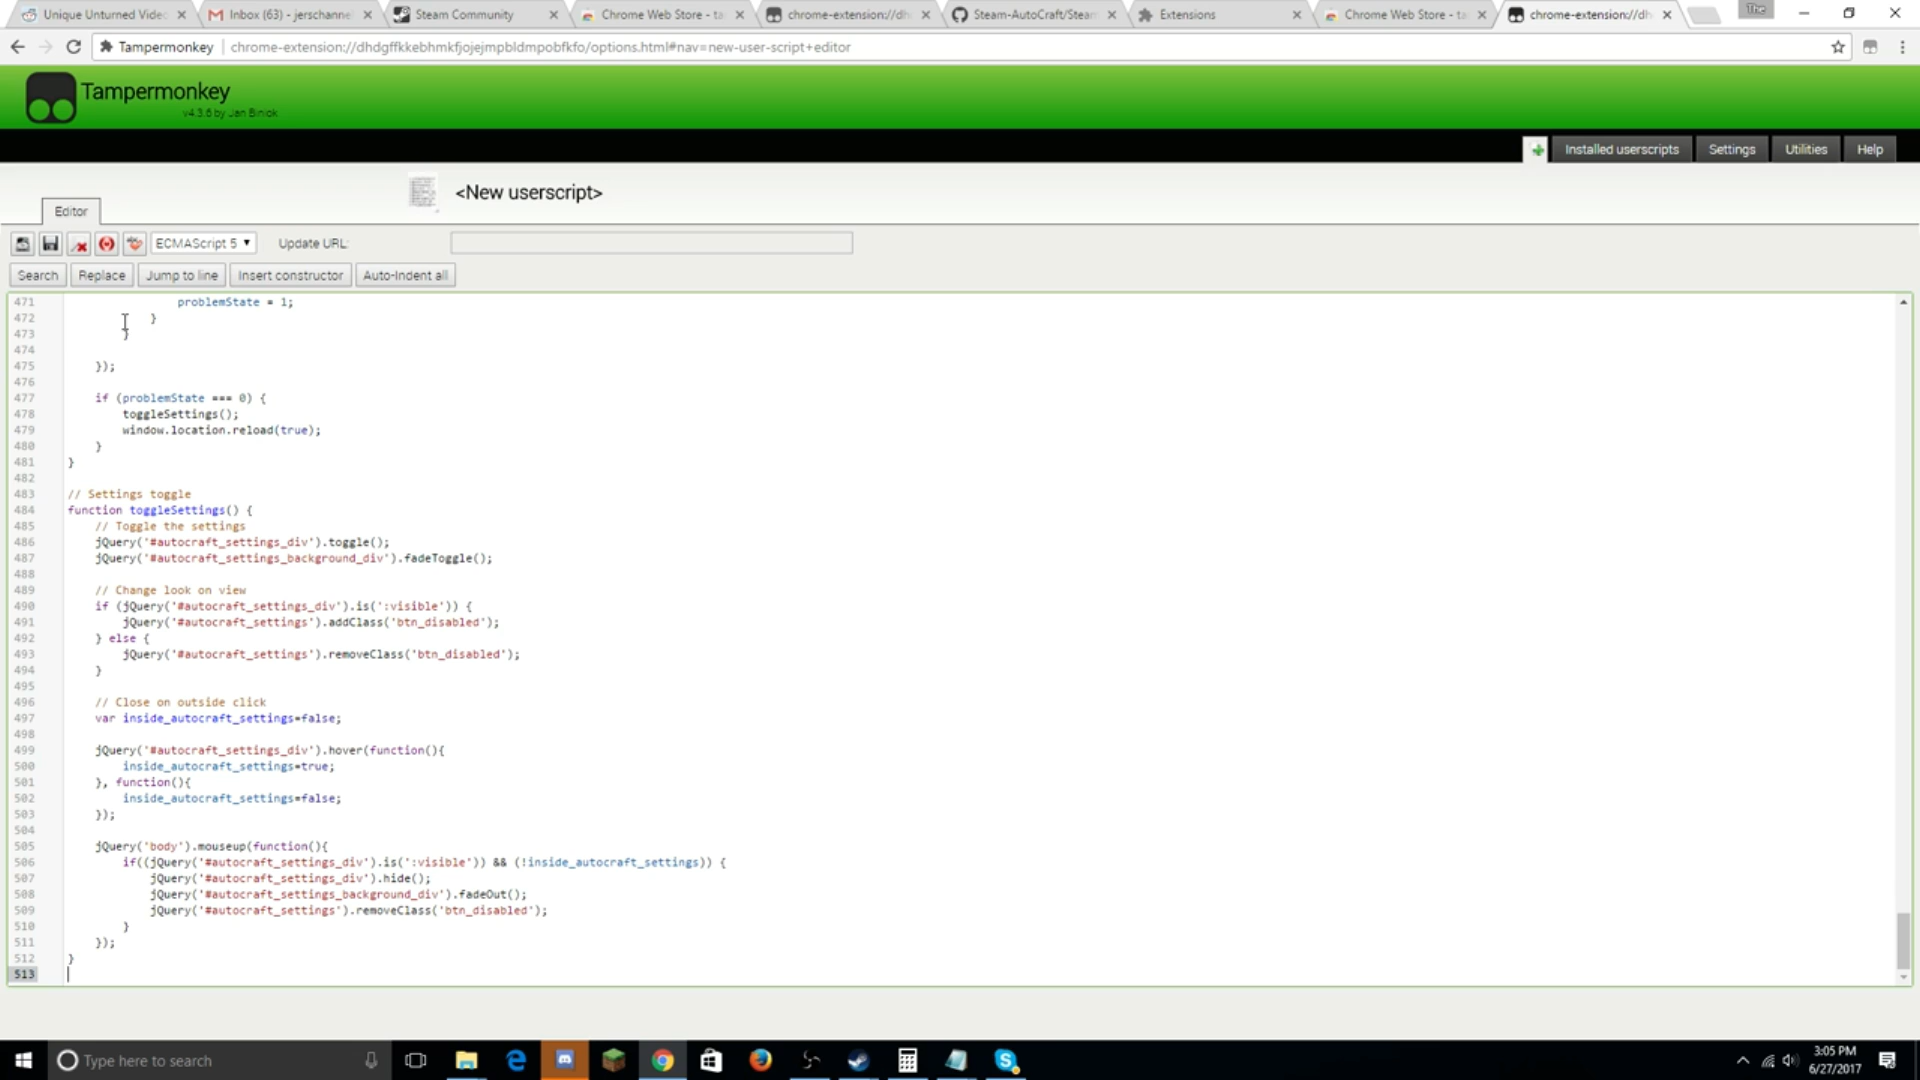 Unique Unturned Video
Inbox (63) - jerschanne
Steam Community
Chrome Web Store - ta
chrome-extension://dh
Steam-AutoCraft/Steam
Extensions
Chrome Web Store - ta
chrome-extension://dh
The
Tampermonkey
chrome-extension://dhdgffkkebhmkfjojejmpbldmpobfkfo/options.html#nav=new-user-script+editor
Tampermonkey
v4.3.6 by Jan Biniok
Installed userscripts
Settings
Utilities
Help
<New userscript>
Editor
ECMAScript 5
Update URL:
Search
Replace
Jump to line
Insert constructor
Auto-Indent all
471 problemState = 1;
472 }
473 }
474
475 });
476
477 if (problemState === 0) {
478 toggleSettings();
479 window.location.reload(true);
480 }
481 }
482
483 // Settings toggle
484 function toggleSettings() {
485 // Toggle the settings
486 jQuery('#autocraft_settings_div').toggle();
487 jQuery('#autocraft_settings_background_div').fadeToggle();
488
489 // Change look on view
490 if (jQuery('#autocraft_settings_div').is(':visible')) {
491 jQuery('#autocraft_settings').addClass('btn_disabled');
492 } else {
493 jQuery('#autocraft_settings').removeClass('btn_disabled');
494 }
495
496 // Close on outside click
497 var inside_autocraft_settings=false;
498
499 jQuery('#autocraft_settings_div').hover(function(){
500 inside_autocraft_settings=true;
501 }, function(){
502 inside_autocraft_settings=false;
503 });
504
505 jQuery('body').mouseup(function(){
506 if((jQuery('#autocraft_settings_div').is(':visible')) && (!inside_autocraft_settings)) {
507 jQuery('#autocraft_settings_div').hide();
508 jQuery('#autocraft_settings_background_div').fadeOut();
509 jQuery('#autocraft_settings').removeClass('btn_disabled');
510 }
511 });
512 }
513
Type here to search
3:05 PM
6/27/2017